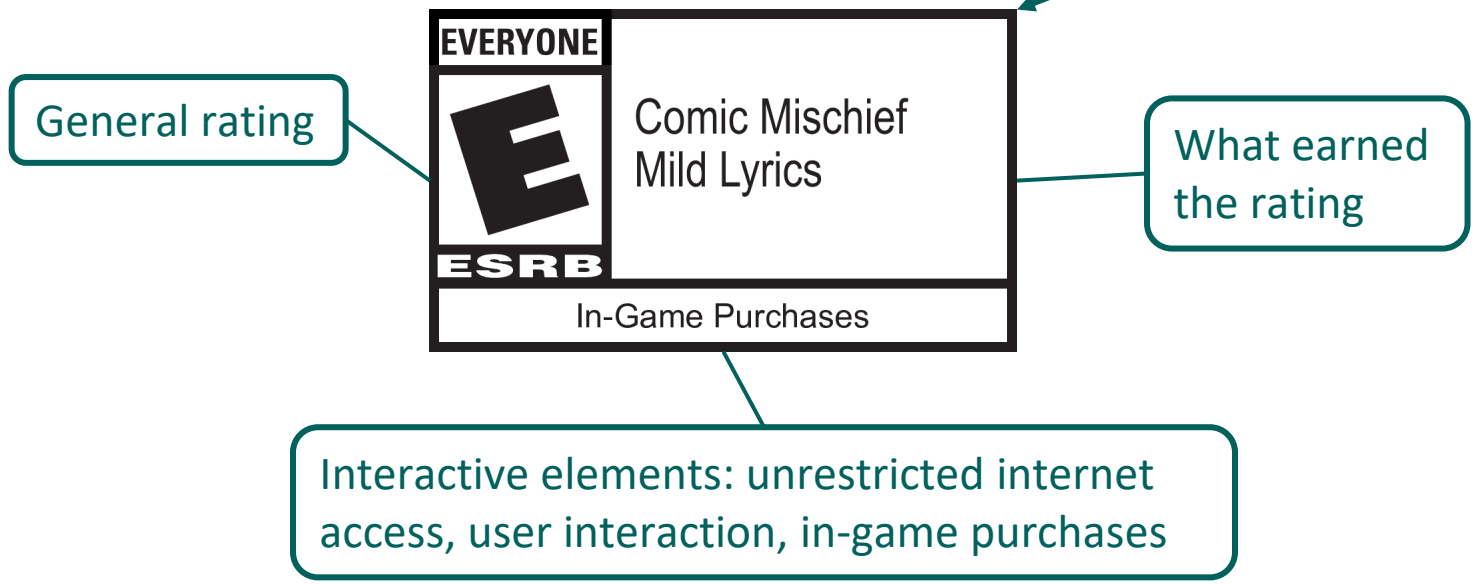 EVERYONE
General rating
E
Comic Mischief
Mild Lyrics
What earned
the rating
ESRB
In-Game Purchases
Interactive elements: unrestricted internet
access, user interaction, in-game purchases